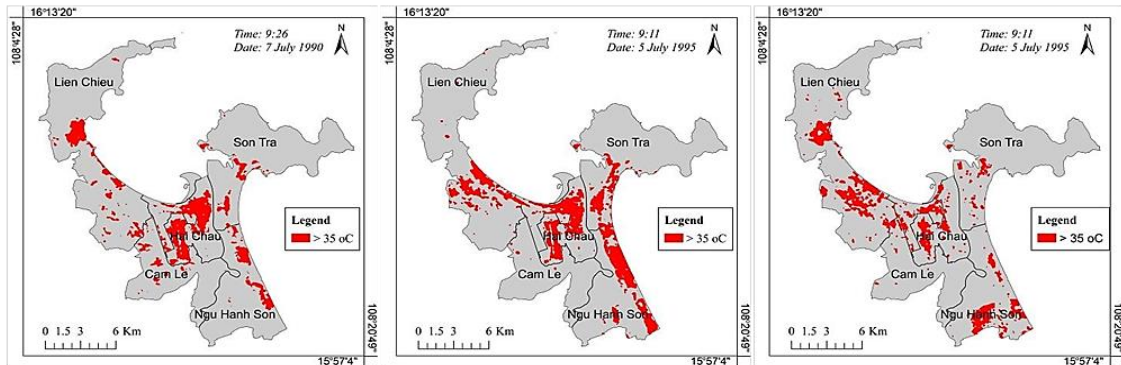 16°13'20"
108°4'28"
Time: 9:26
Date: 7 July 1990
N
Lien Chieu
Son Tra
Legend
> 35 oC
Hai Chau
Cam Le
Ngu Hanh Son
0 1.5 3 6 Km
108°20'49"
15°57'4"
16°13'20"
108°4'28"
Time: 9:11
Date: 5 July 1995
N
Lien Chieu
Son Tra
Legend
> 35 oC
Hai Chau
Cam Le
Ngu Hanh Son
0 1.5 3 6 Km
108°20'49"
15°57'4"
16°13'20"
108°4'28"
Time: 9:11
Date: 5 July 1995
N
Lien Chieu
Son Tra
Legend
> 35 oC
Hai Chau
Cam Le
Ngu Hanh Son
0 1.5 3 6 Km
108°20'49"
15°57'4"